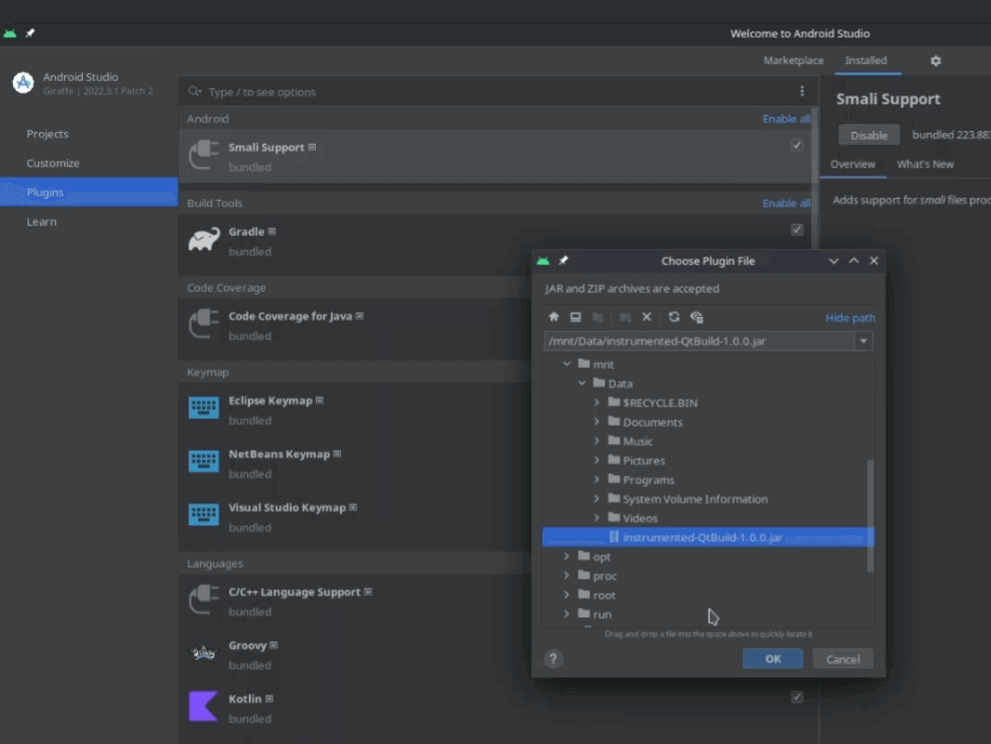 Welcome to Android Studio
Android Studio
Giraffe | 2022.3.1 Patch 2
Projects
Customize
Plugins
Learn
Marketplace
Installed
Type / to see options
Android
Enable all
Smali Support
bundled
Build Tools
Enable all
Gradle
bundled
Code Coverage
Code Coverage for Java
bundled
Keymap
Eclipse Keymap
bundled
NetBeans Keymap
bundled
Visual Studio Keymap
bundled
Languages
C/C++ Language Support
bundled
Groovy
bundled
Kotlin
bundled
Smali Support
Disable
bundled 223.883
Overview
What's New
Adds support for smali files proc
Choose Plugin File
JAR and ZIP archives are accepted
Hide path
/mnt/Data/instrumented-QtBuild-1.0.0.jar
mnt
Data
$RECYCLE.BIN
Documents
Music
Pictures
Programs
System Volume Information
Videos
instrumented-QtBuild-1.0.0.jar
opt
proc
root
run
Drag and drop a file into the space above to quickly locate it
?
OK
Cancel